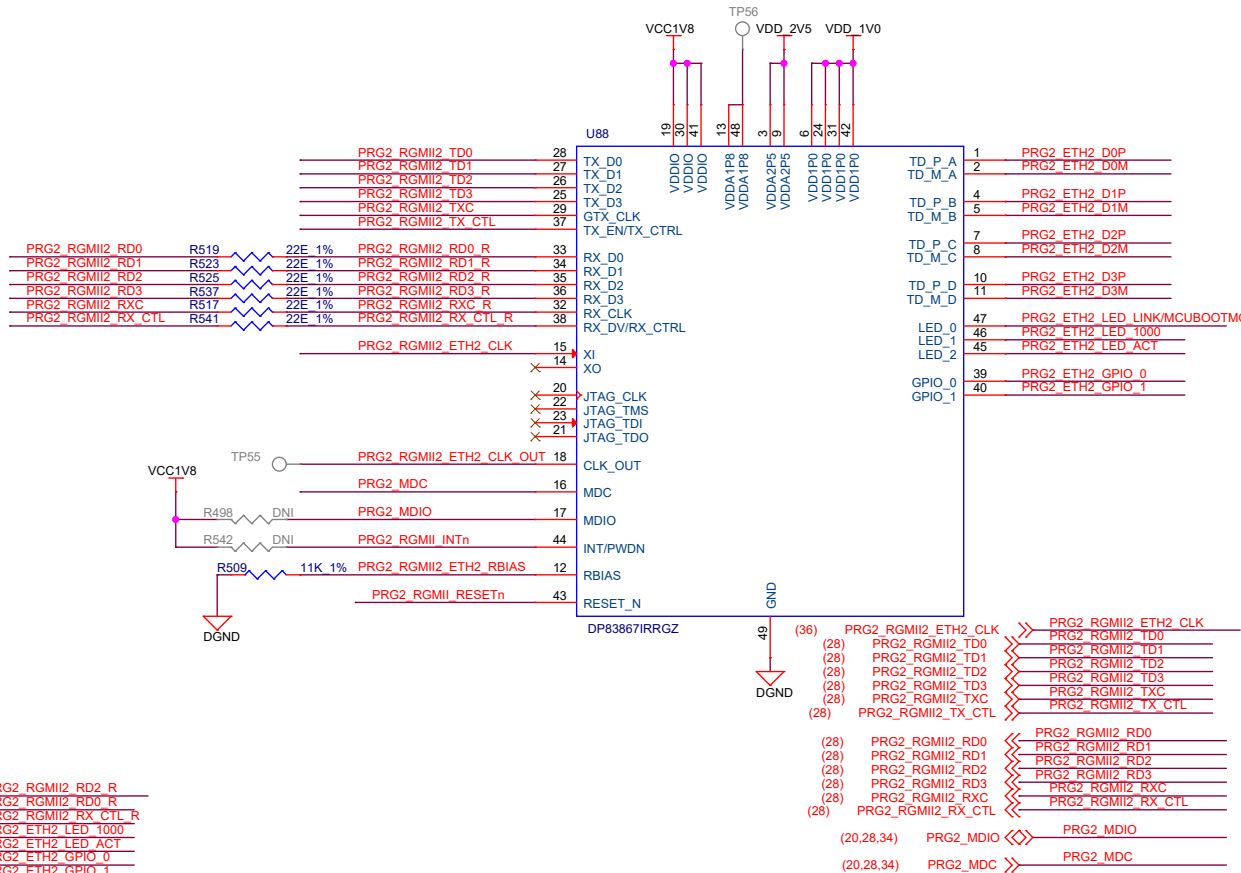 TP56
VCC1V8 VDD_2V5 VDD_1V0
19 30 41 13 48 3 9 6 24 31 42
U88
VDDIO VDDIO VDDIO VDDA1P8 VDDA1P8 VDDA2P5 VDDA2P5 VDD1P0 VDD1P0 VDD1P0 VDD1P0
PRG2_RGMII2_TD0 28 TX_D0 TD_P_A 1 PRG2_ETH2_D0P
PRG2_RGMII2_TD1 27 TX_D1 TD_M_A 2 PRG2_ETH2_D0M
PRG2_RGMII2_TD2 26 TX_D2
PRG2_RGMII2_TD3 25 TX_D3 TD_P_B 4 PRG2_ETH2_D1P
PRG2_RGMII2_TXC 29 GTX_CLK TD_M_B 5 PRG2_ETH2_D1M
PRG2_RGMII2_TX_CTL 37 TX_EN/TX_CTRL
TD_P_C 7 PRG2_ETH2_D2P
PRG2_RGMII2_RD0 R519 22E_1% PRG2_RGMII2_RD0_R 33 RX_D0 TD_M_C 8 PRG2_ETH2_D2M
PRG2_RGMII2_RD1 R523 22E_1% PRG2_RGMII2_RD1_R 34 RX_D1
PRG2_RGMII2_RD2 R525 22E_1% PRG2_RGMII2_RD2_R 35 RX_D2 TD_P_D 10 PRG2_ETH2_D3P
PRG2_RGMII2_RD3 R537 22E_1% PRG2_RGMII2_RD3_R 36 RX_D3 TD_M_D 11 PRG2_ETH2_D3M
PRG2_RGMII2_RXC R517 22E_1% PRG2_RGMII2_RXC_R 32 RX_CLK
PRG2_RGMII2_RX_CTL R541 22E_1% PRG2_RGMII2_RX_CTL_R 38 RX_DV/RX_CTRL LED_0 47 PRG2_ETH2_LED_LINK/MCUBOOTM
LED_1 46 PRG2_ETH2_LED_1000
PRG2_RGMII2_ETH2_CLK 15 XI LED_2 45 PRG2_ETH2_LED_ACT
14 XO
GPIO_0 39 PRG2_ETH2_GPIO_0
20 JTAG_CLK GPIO_1 40 PRG2_ETH2_GPIO_1
22 JTAG_TMS
23 JTAG_TDI
21 JTAG_TDO
TP55 PRG2_RGMII2_ETH2_CLK_OUT 18 CLK_OUT
VCC1V8
PRG2_MDC 16 MDC
R498 DNI PRG2_MDIO 17 MDIO
R542 DNI PRG2_RGMII_INTn 44 INT/PWDN
R509 11K_1% PRG2_RGMII2_ETH2_RBIAS 12 RBIAS
PRG2_RGMII_RESETn 43 RESET_N
GND
DGND
DP83867IRRGZ
49
DGND
(36) PRG2_RGMII2_ETH2_CLK PRG2_RGMII2_ETH2_CLK
(28) PRG2_RGMII2_TD0 PRG2_RGMII2_TD0
(28) PRG2_RGMII2_TD1 PRG2_RGMII2_TD1
(28) PRG2_RGMII2_TD2 PRG2_RGMII2_TD2
(28) PRG2_RGMII2_TD3 PRG2_RGMII2_TD3
(28) PRG2_RGMII2_TXC PRG2_RGMII2_TXC
(28) PRG2_RGMII2_TX_CTL PRG2_RGMII2_TX_CTL
(28) PRG2_RGMII2_RD0 PRG2_RGMII2_RD0
(28) PRG2_RGMII2_RD1 PRG2_RGMII2_RD1
(28) PRG2_RGMII2_RD2 PRG2_RGMII2_RD2
(28) PRG2_RGMII2_RD3 PRG2_RGMII2_RD3
(28) PRG2_RGMII2_RXC PRG2_RGMII2_RXC
(28) PRG2_RGMII2_RX_CTL PRG2_RGMII2_RX_CTL
(20,28,34) PRG2_MDIO PRG2_MDIO
(20,28,34) PRG2_MDC PRG2_MDC
RG2_RGMII2_RD2_R
RG2_RGMII2_RD0_R
RG2_RGMII2_RX_CTL_R
RG2_ETH2_LED_1000
RG2_ETH2_LED_ACT
RG2_ETH2_GPIO_0
RG2_ETH2_GPIO_1